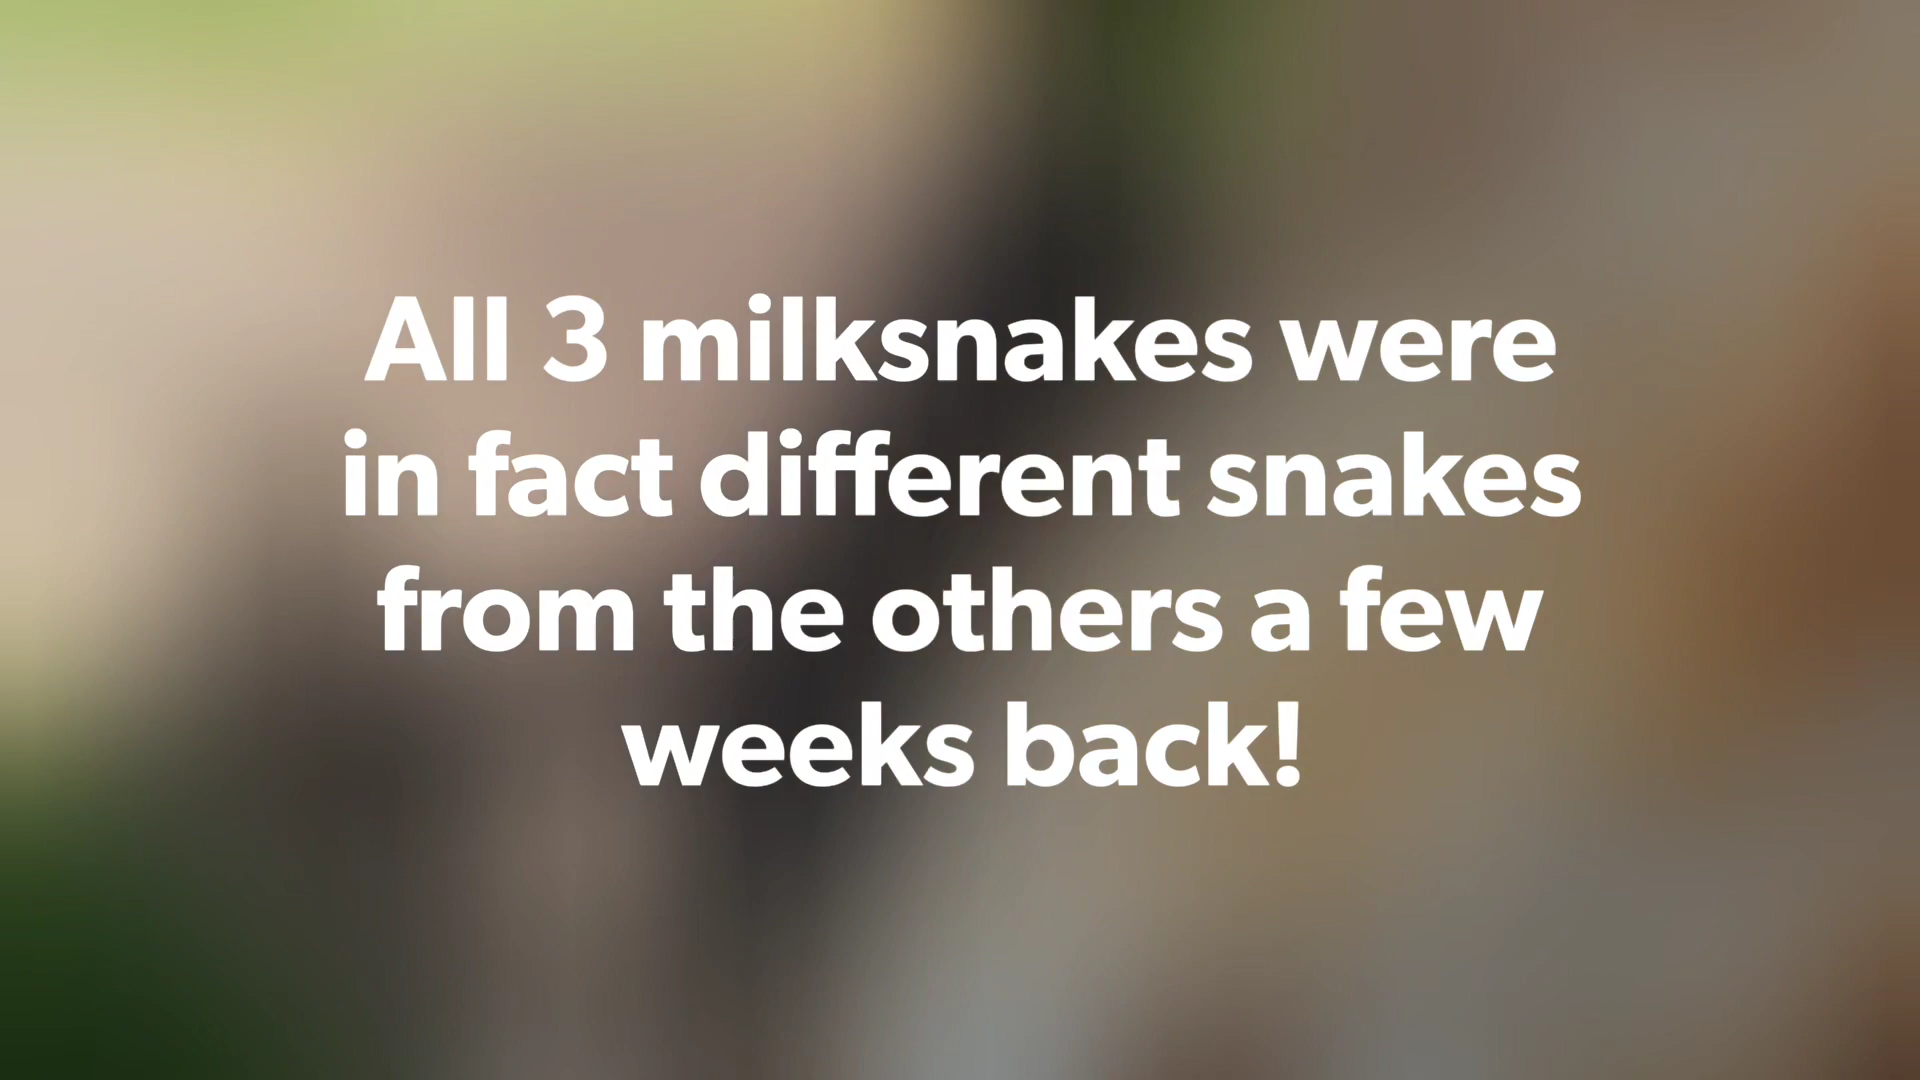 All 3 milksnakes were
in fact different snakes
from the others a few
weeks back!